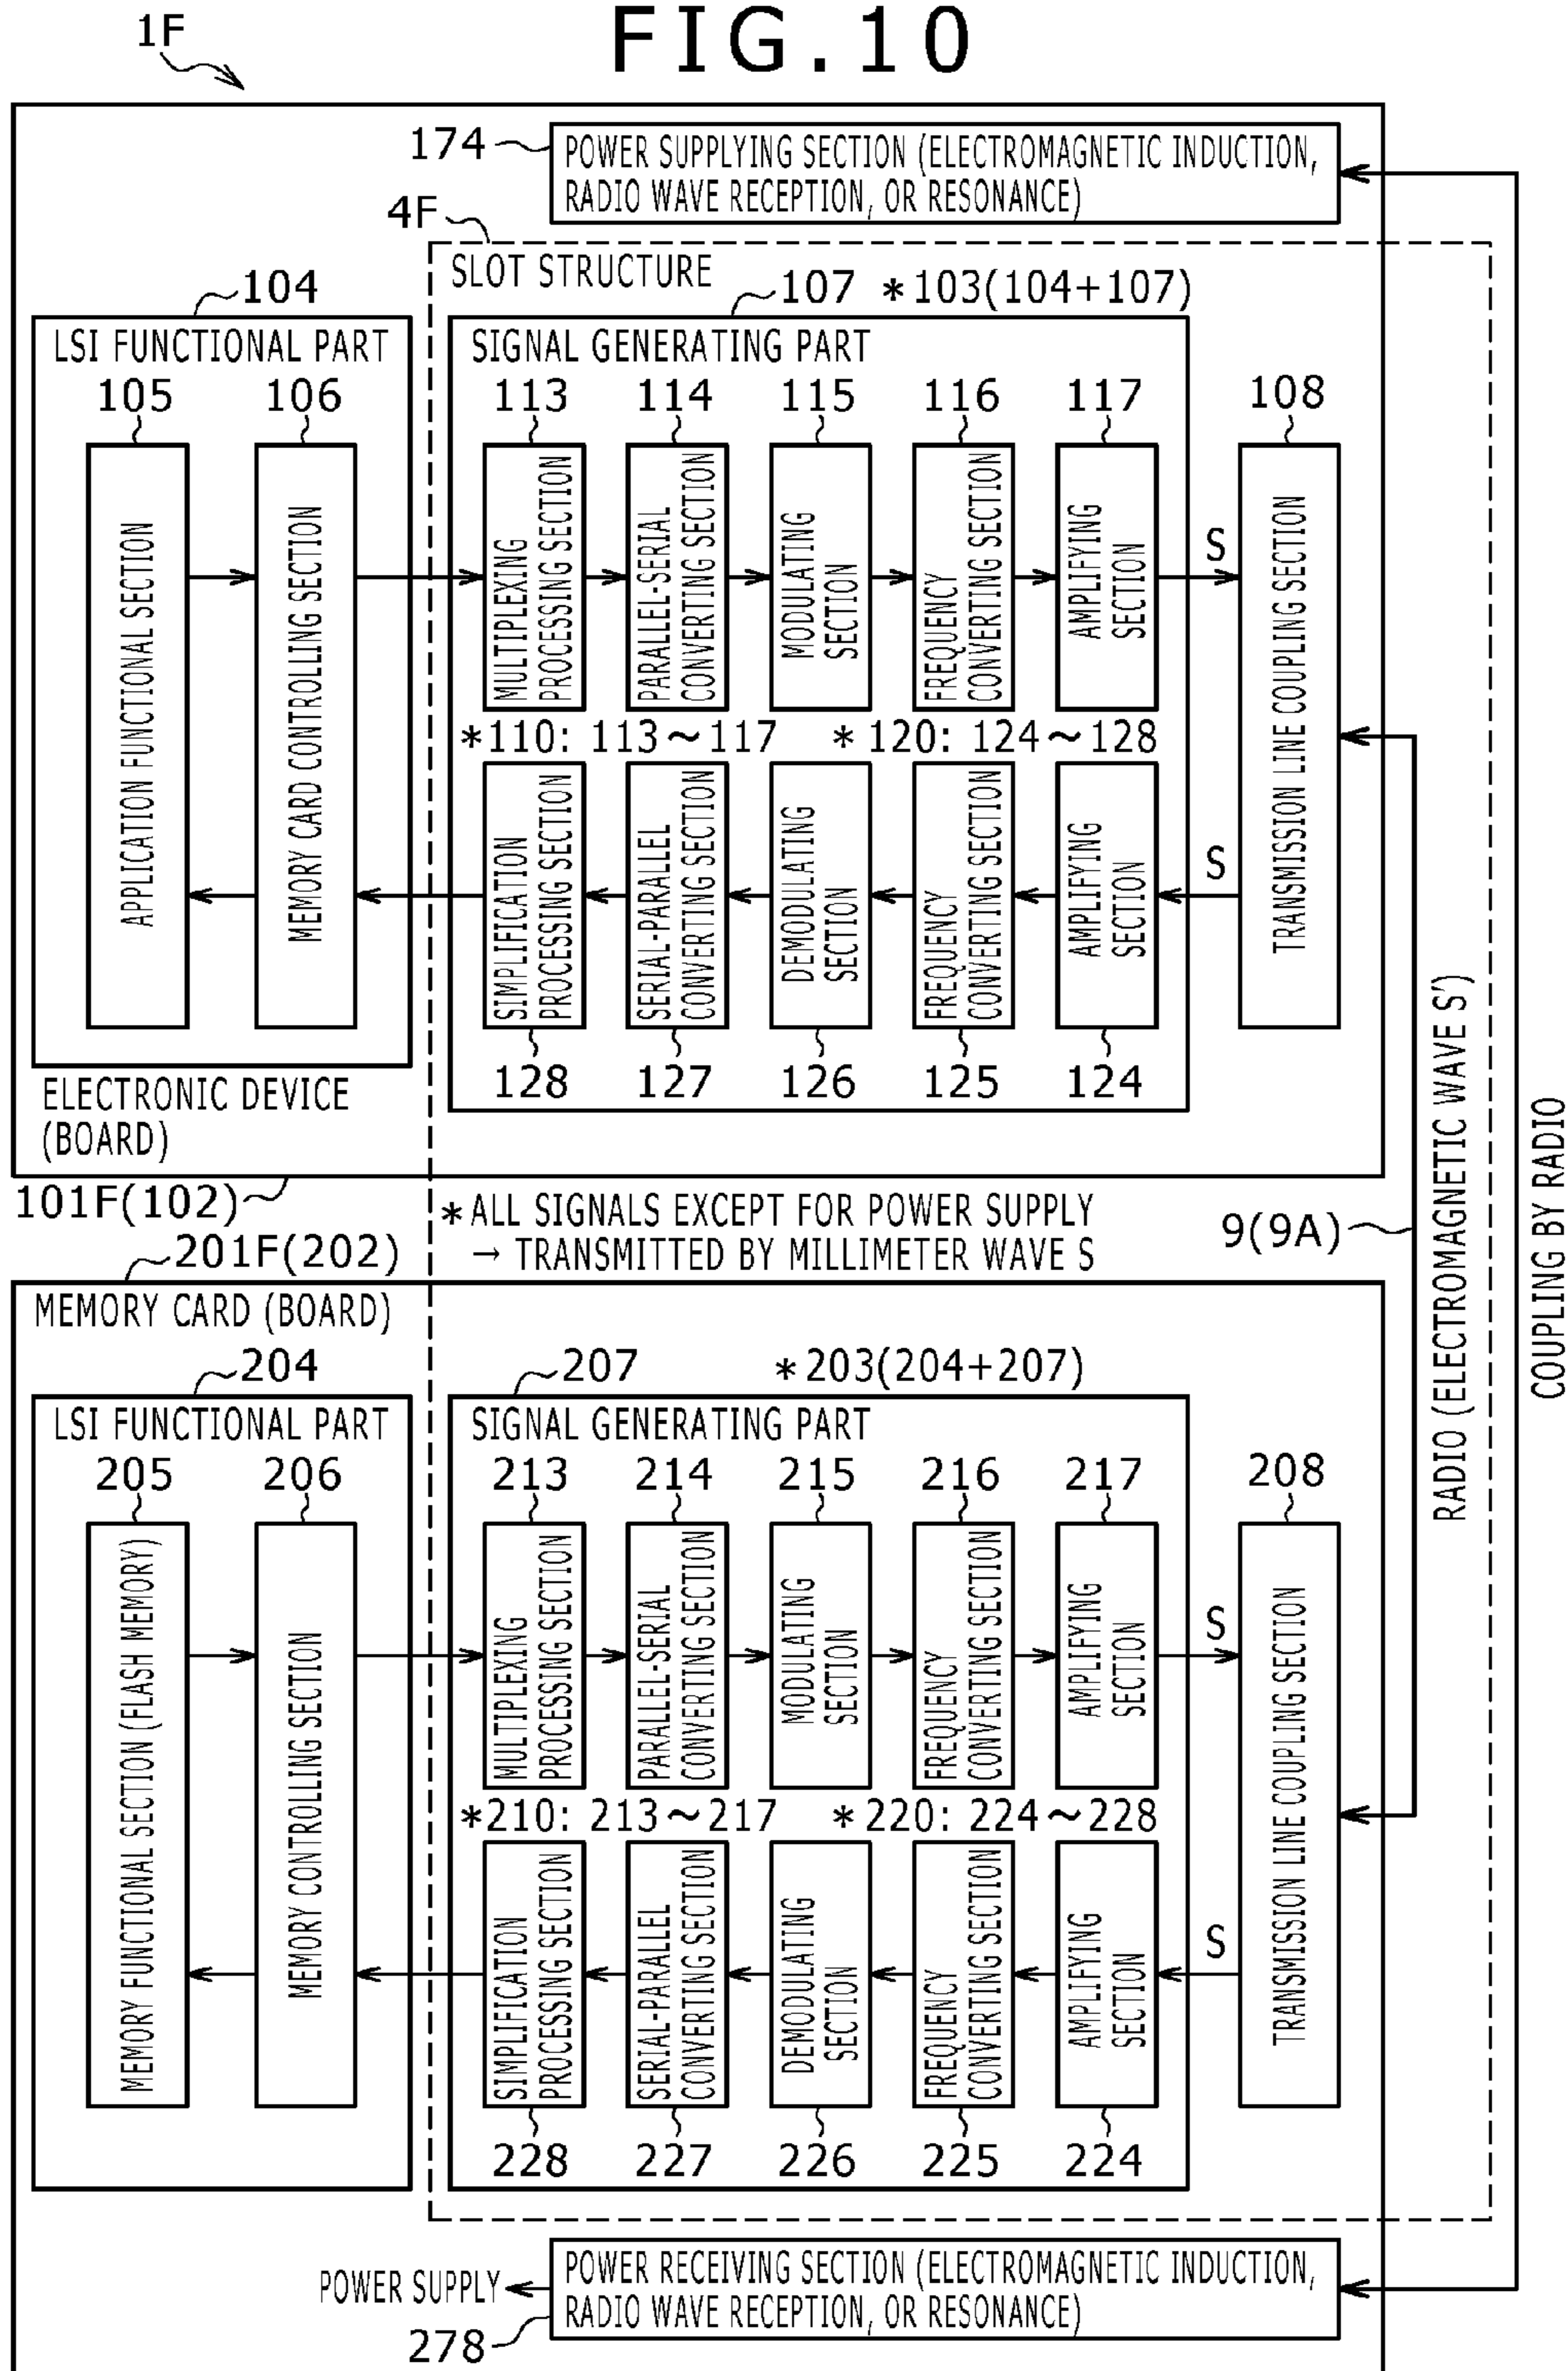 FIG.10
1F
174
POWER SUPPLYING SECTION (ELECTROMAGNETIC INDUCTION,
RADIO WAVE RECEPTION, OR RESONANCE)
4F
SLOT STRUCTURE
104
107
*103(104+107)
LSI FUNCTIONAL PART
SIGNAL GENERATING PART
105
106
113
114
115
116
117
108
APPLICATION FUNCTIONAL SECTION
MEMORY CARD CONTROLLING SECTION
MULTIPLEXING
PROCESSING SECTION
PARALLEL-SERIAL
CONVERTING SECTION
MODULATING
SECTION
FREQUENCY
CONVERTING SECTION
AMPLIFYING
SECTION
S
TRANSMISSION LINE COUPLING SECTION
*110: 113~117
*120: 124~128
SIMPLIFICATION
PROCESSING SECTION
SERIAL-PARALLEL
CONVERTING SECTION
DEMODULATING
SECTION
FREQUENCY
CONVERTING SECTION
AMPLIFYING
SECTION
S
128
127
126
125
124
ELECTRONIC DEVICE
(BOARD)
101F(102)
*ALL SIGNALS EXCEPT FOR POWER SUPPLY
→ TRANSMITTED BY MILLIMETER WAVE S
9(9A)
RADIO (ELECTROMAGNETIC WAVE S')
COUPLING BY RADIO
201F(202)
MEMORY CARD (BOARD)
204
207
*203(204+207)
LSI FUNCTIONAL PART
SIGNAL GENERATING PART
205
206
213
214
215
216
217
208
MEMORY FUNCTIONAL SECTION (FLASH MEMORY)
MEMORY CONTROLLING SECTION
MULTIPLEXING
PROCESSING SECTION
PARALLEL-SERIAL
CONVERTING SECTION
MODULATING
SECTION
FREQUENCY
CONVERTING SECTION
AMPLIFYING
SECTION
S
TRANSMISSION LINE COUPLING SECTION
*210: 213~217
*220: 224~228
SIMPLIFICATION
PROCESSING SECTION
SERIAL-PARALLEL
CONVERTING SECTION
DEMODULATING
SECTION
FREQUENCY
CONVERTING SECTION
AMPLIFYING
SECTION
S
228
227
226
225
224
POWER SUPPLY
POWER RECEIVING SECTION (ELECTROMAGNETIC INDUCTION,
RADIO WAVE RECEPTION, OR RESONANCE)
278